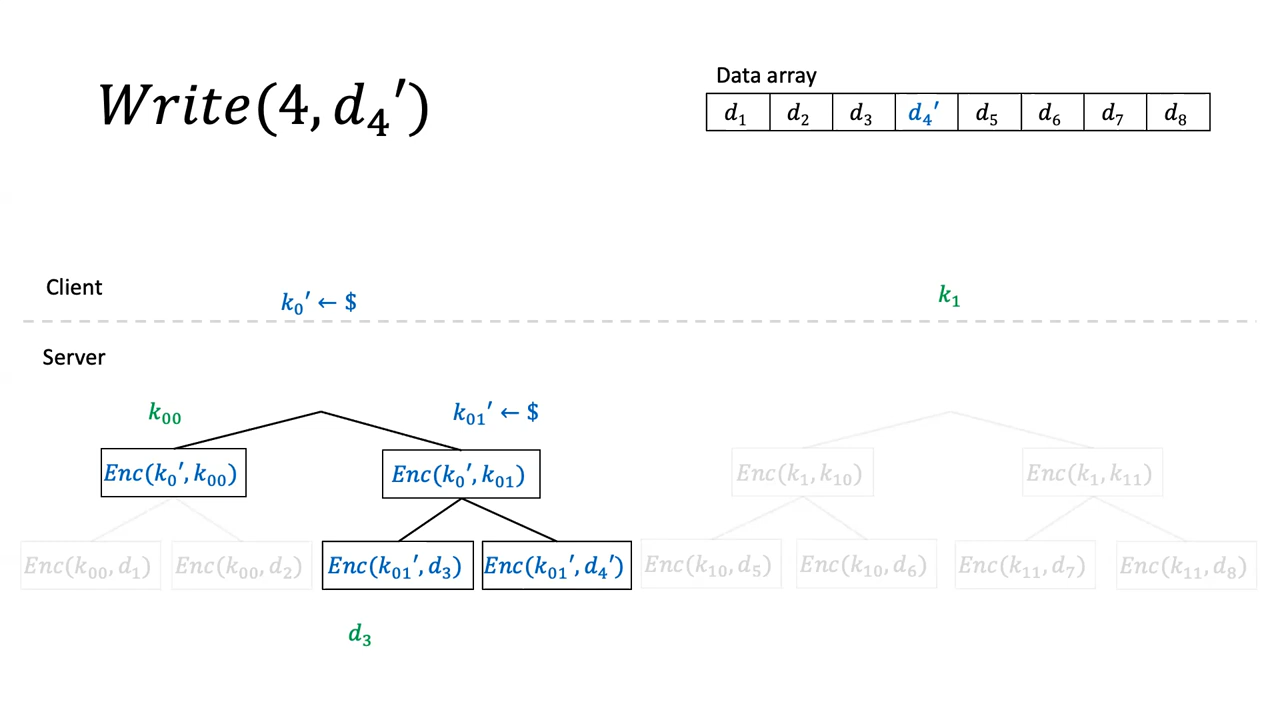 Write(4, d₄′)
Data array
d₁ d₂ d₃ d₄′ d₅ d₆ d₇ d₈
Client
k₀′ ← $
k₁
Server
k₀₀
k₀₁′ ← $
Enc(k₀′, k₀₀)
Enc(k₀′, k₀₁)
Enc(k₁, k₁₀)
Enc(k₁, k₁₁)
Enc(k₀₀, d₁)
Enc(k₀₀, d₂)
Enc(k₀₁′, d₃)
Enc(k₀₁′, d₄′)
Enc(k₁₀, d₅)
Enc(k₁₀, d₆)
Enc(k₁₁, d₇)
Enc(k₁₁, d₈)
d₃